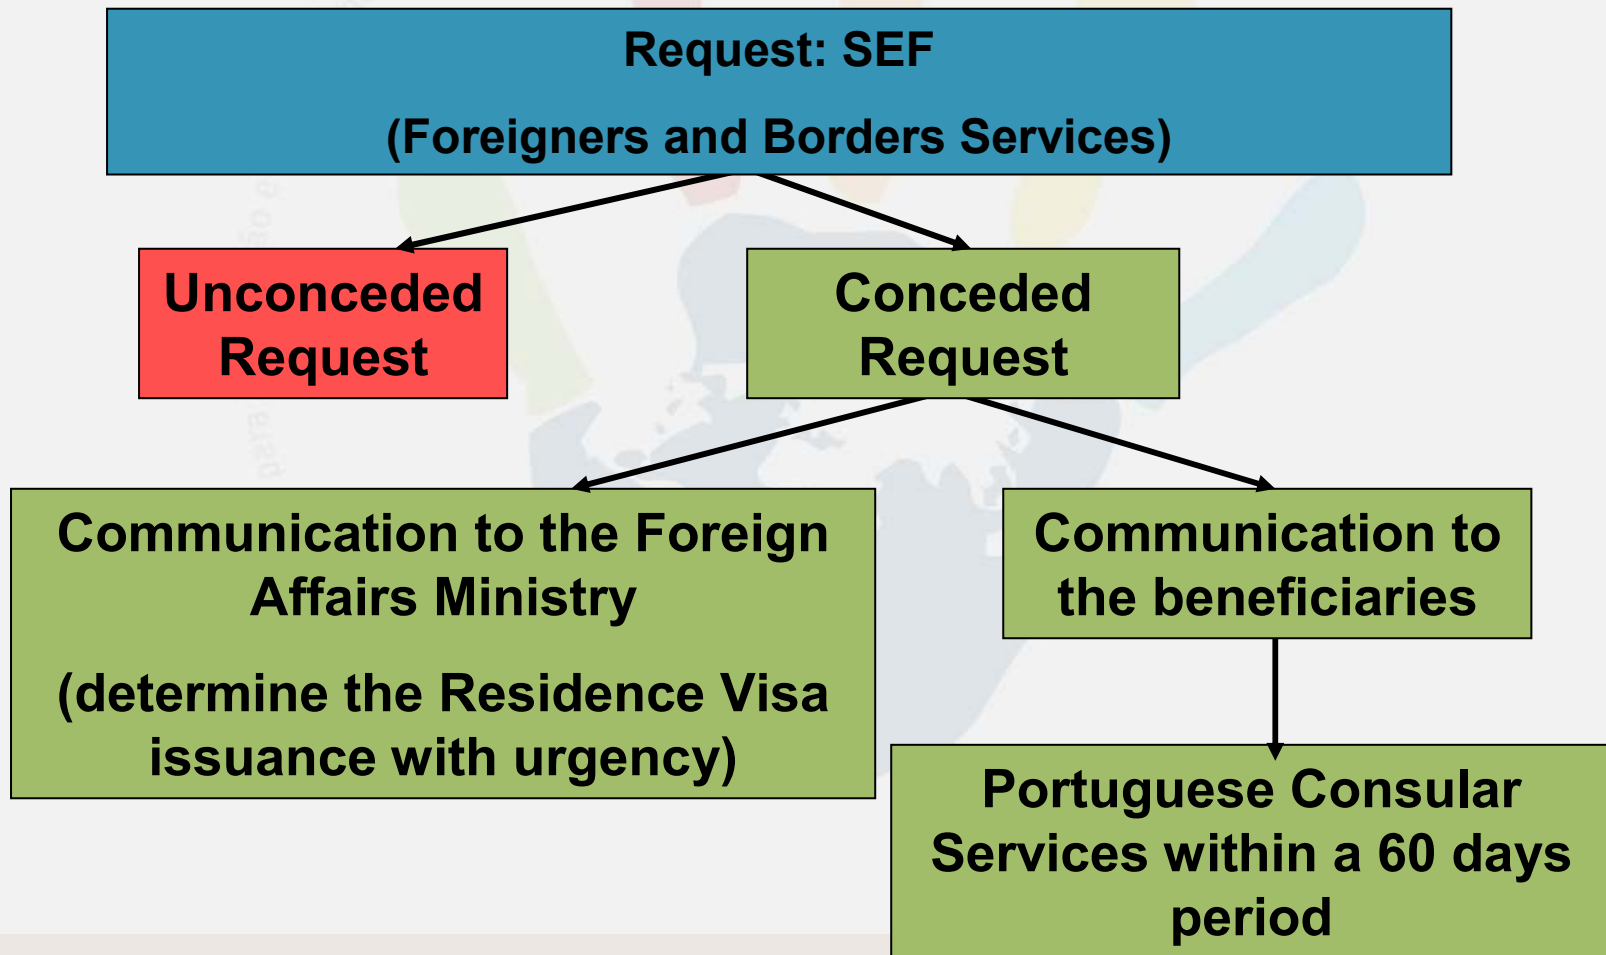 Request: SEF
(Foreigners and Borders Services)
Unconceded
Request
Conceded
Request
Communication to the Foreign
Affairs Ministry
(determine the Residence Visa
issuance with urgency)
Communication to
the beneficiaries
Portuguese Consular
Services within a 60 days
period